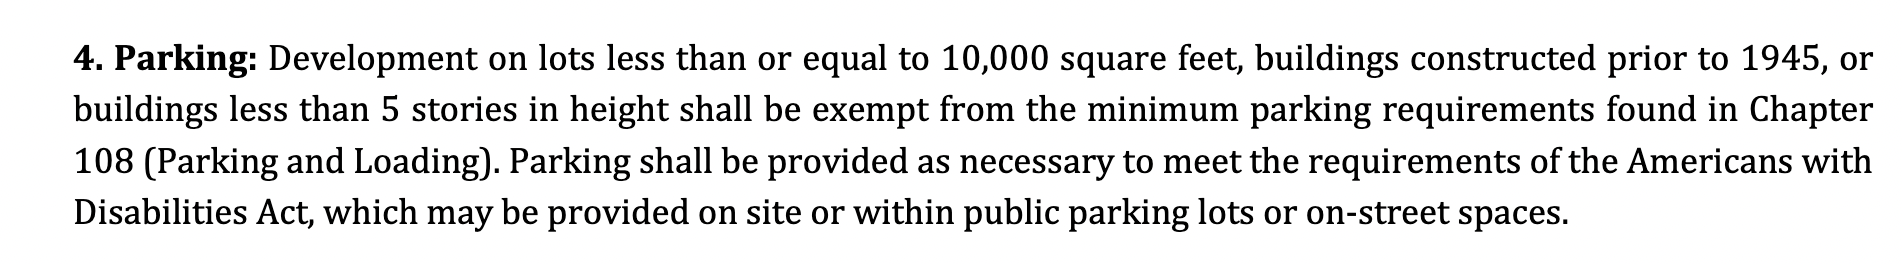 4. Parking: Development on lots less than or equal to 10,000 square feet, buildings constructed prior to 1945, or
buildings less than 5 stories in height shall be exempt from the minimum parking requirements found in Chapter
108 (Parking and Loading). Parking shall be provided as necessary to meet the requirements of the Americans with
Disabilities Act, which may be provided on site or within public parking lots or on-street spaces.